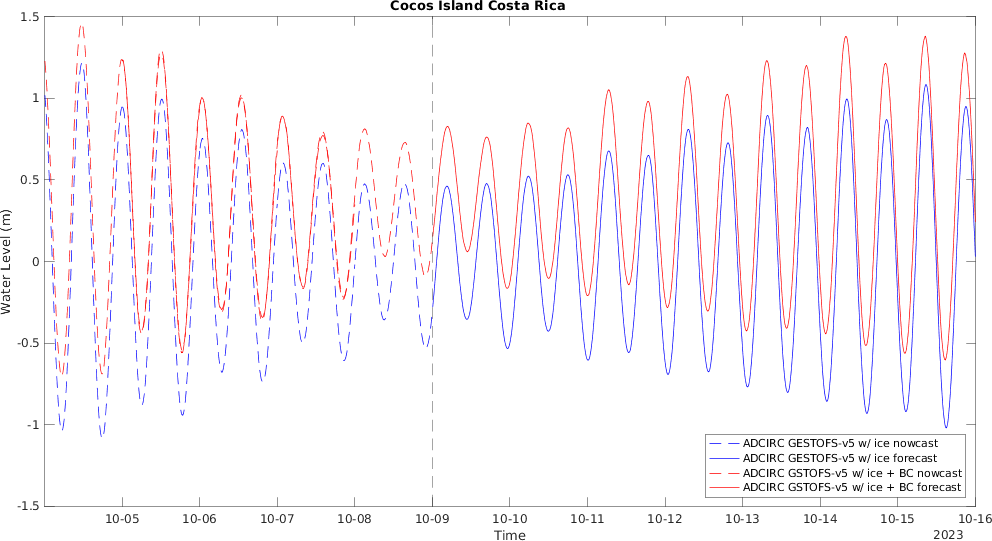 Cocos Island Costa Rica
1.5
1
0.5
0
-0.5
-1
-1.5
Water Level (m)
ADCIRC GESTOFS-v5 w/ ice nowcast
ADCIRC GESTOFS-v5 w/ ice forecast
ADCIRC GSTOFS-v5 w/ ice + BC nowcast
ADCIRC GSTOFS-v5 w/ ice + BC forecast
10-05 10-06 10-07 10-08 10-09 10-10 10-11 10-12 10-13 10-14 10-15 10-16
Time
2023